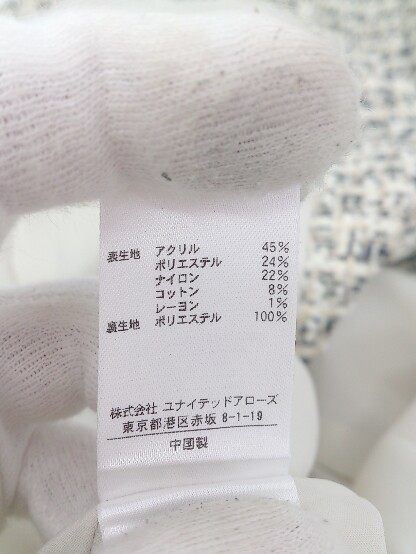 表生地 アクリル 45%
ポリエステル 24%
ナイロン 22%
コットン 8%
レーヨン 1%
裏生地 ポリエステル 100%
株式会社 ユナイテッドアローズ
東京都港区赤坂 8-1-19
中国製